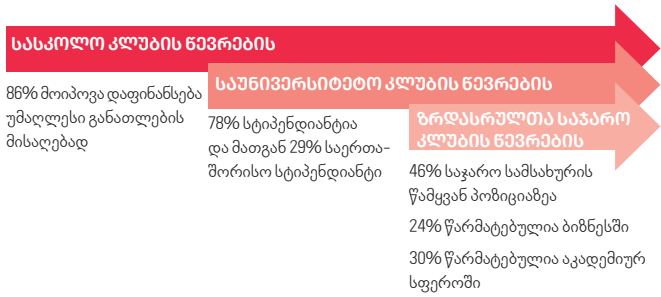 სასკოლო კლუბის წევრების
86% მოიპოვა დაფინანსება
უმაღლესი განათლების
მისაღებად
საუნივერსიტეტო კლუბის წევრების
78% სტიპენდიანტია
და მათგან 29% საერთა-
შორისო სტიპენდიანტი
ზრდასრულთა საჯარო
კლუბის წევრების
46% საჯარო სამსახურის
წამყვან პოზიციაზეა
24% წარმატებულია ბიზნესში
30% წარმატებულია აკადემიურ
სფეროში